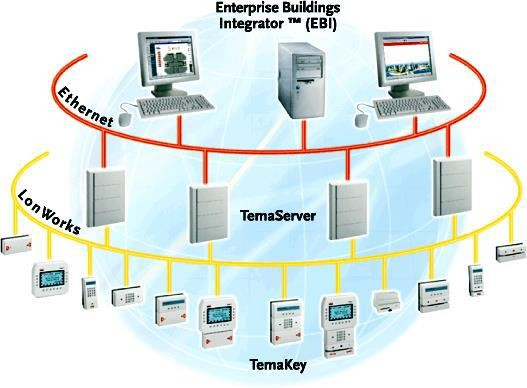 Enterprise Buildings
Integrator ™ (EBI)
Ethernet
LonWorks
TemaServer
TemaKey